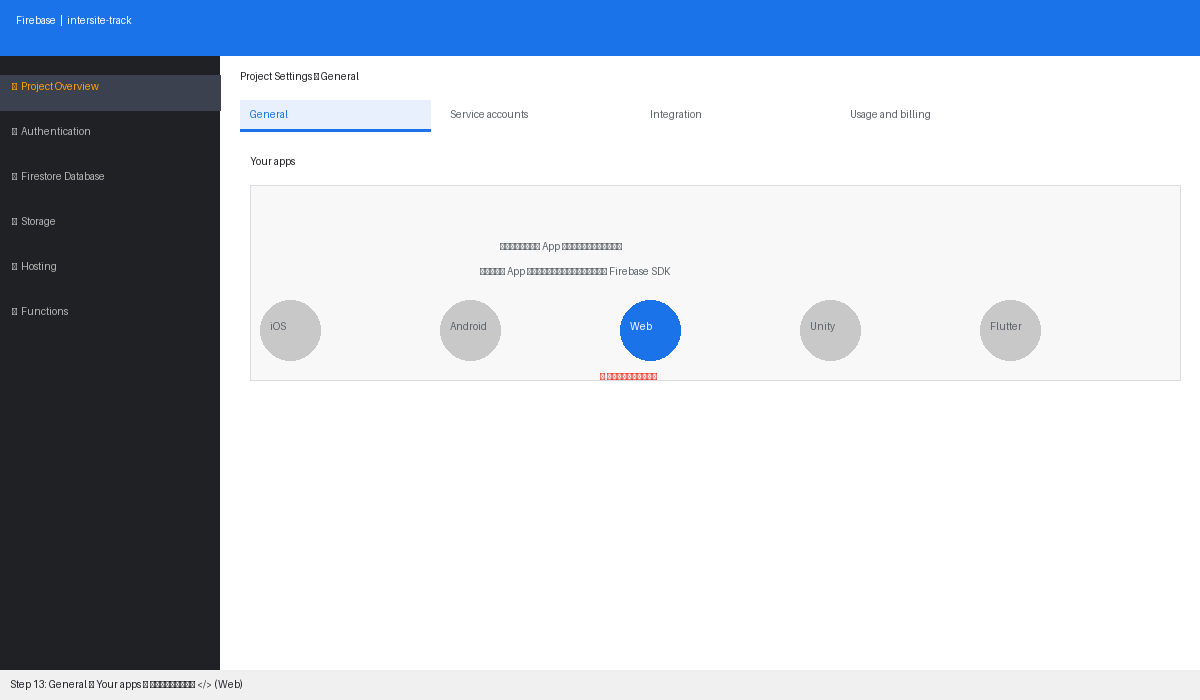 Firebase | intersite-track
Project Overview
Authentication
Firestore Database
Storage
Hosting
Functions
Project Settings General
General
Service accounts
Integration
Usage and billing
Your apps
App
App Firebase SDK
iOS
Android
Web
Unity
Flutter
Step 13: General Your apps </> (Web)